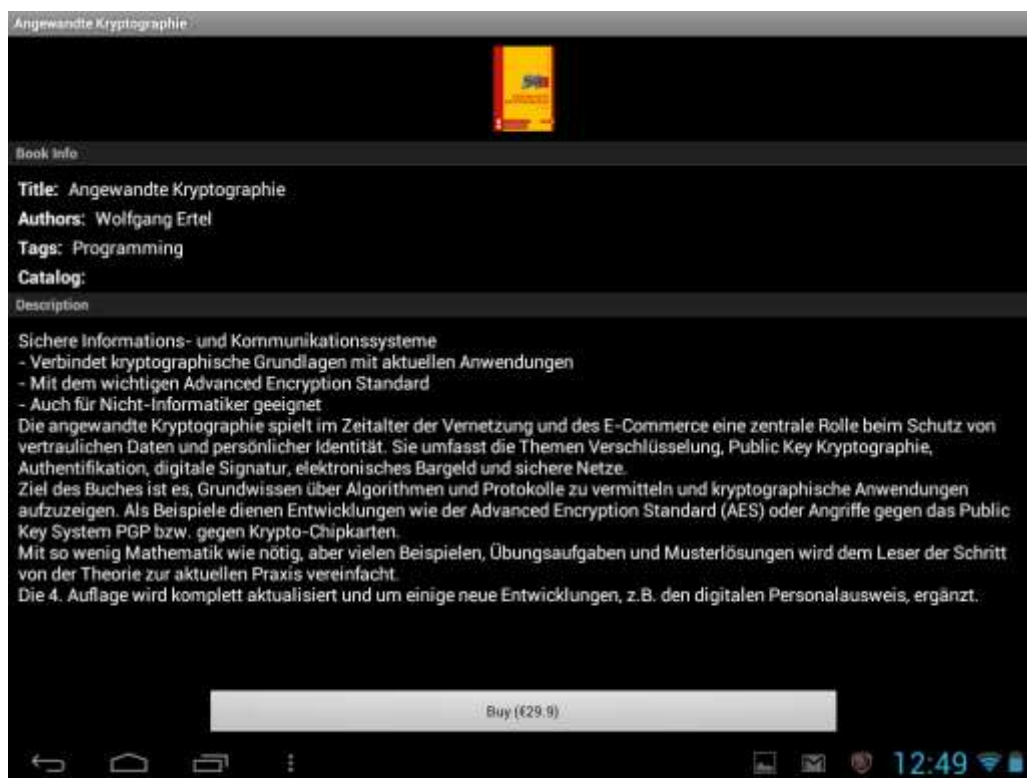 Angewandte Kryptographie
Book Info
Title: Angewandte Kryptographie
Authors: Wolfgang Ertel
Tags: Programming
Catalog:
Description
Sichere Informations- und Kommunikationssysteme
- Verbindet kryptographische Grundlagen mit aktuellen Anwendungen
- Mit dem wichtigen Advanced Encryption Standard
- Auch für Nicht-Informatiker geeignet
Die angewandte Kryptographie spielt im Zeitalter der Vernetzung und des E-Commerce eine zentrale Rolle beim Schutz von
vertraulichen Daten und persönlicher Identität. Sie umfasst die Themen Verschlüsselung, Public Key Kryptographie,
Authentifikation, digitale Signatur, elektronisches Bargeld und sichere Netze.
Ziel des Buches ist es, Grundwissen über Algorithmen und Protokolle zu vermitteln und kryptographische Anwendungen
aufzuzeigen. Als Beispiele dienen Entwicklungen wie der Advanced Encryption Standard (AES) oder Angriffe gegen das Public
Key System PGP bzw. gegen Krypto-Chipkarten.
Mit so wenig Mathematik wie nötig, aber vielen Beispielen, Übungsaufgaben und Musterlösungen wird dem Leser der Schritt
von der Theorie zur aktuellen Praxis vereinfacht.
Die 4. Auflage wird komplett aktualisiert und um einige neue Entwicklungen, z.B. den digitalen Personalausweis, ergänzt.
Buy (€29.9)
12:49